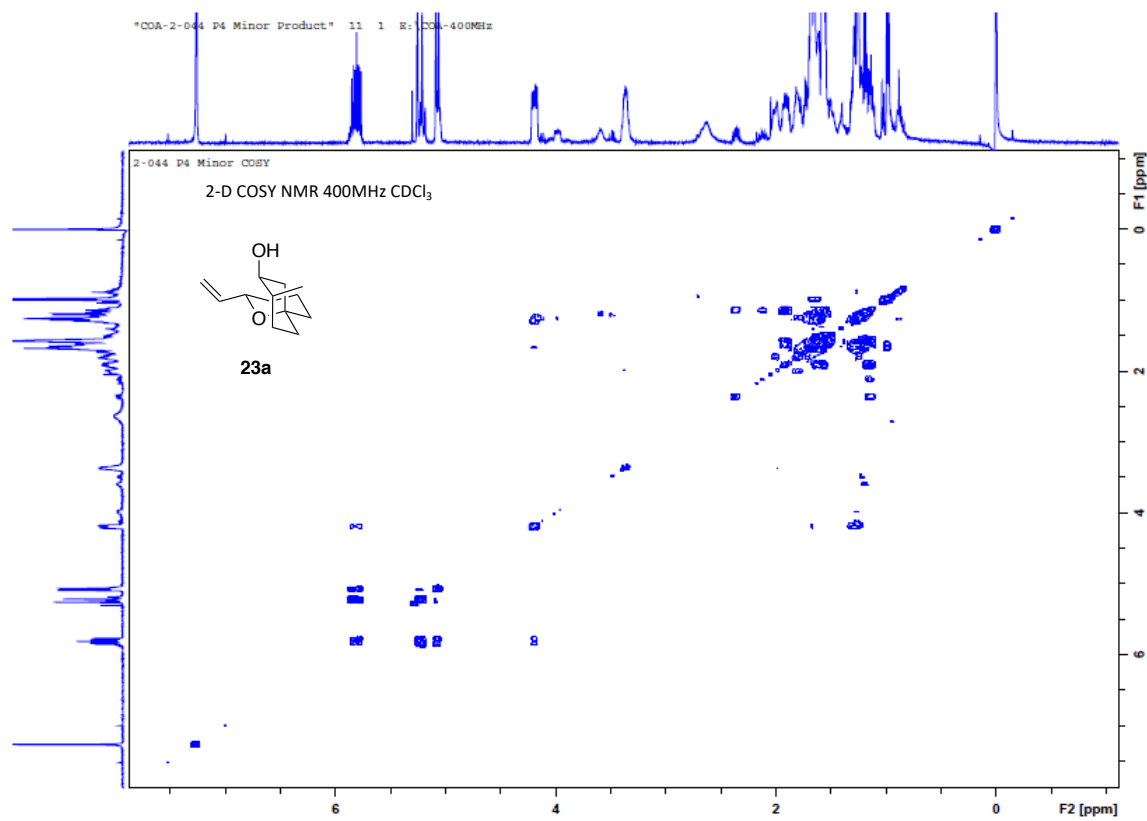 "COA-2-044 P4 Minor Product" 11 1 E:\COA-400MHz
2-044 P4 Minor COSY
2-D COSY NMR 400MHz CDCl₃
OH
O
23a
F1 [ppm]
0
2
4
6
6
4
2
0
F2 [ppm]